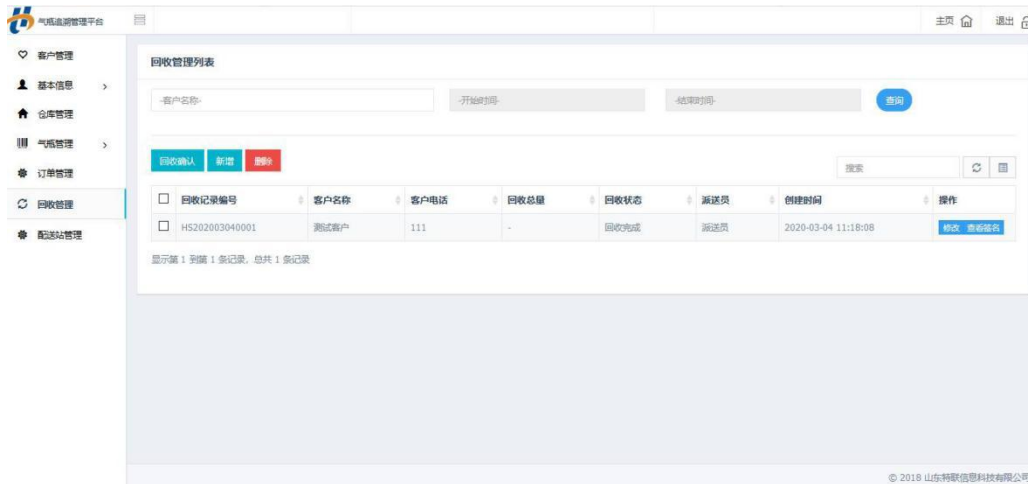 气瓶追溯管理平台
主页 退出
客户管理
基本信息
仓库管理
气瓶管理
订单管理
回收管理
配送站管理
回收管理列表
-客户名称- -开始时间- -结束时间- 查询
回收确认 新增 删除 搜索
回收记录编号 客户名称 客户电话 回收总量 回收状态 派送员 创建时间 操作
HS202003040001 测试客户 111 - 回收完成 派送员 2020-03-04 11:18:08 修改 查看签名
显示第 1 到第 1 条记录，总共 1 条记录
© 2018 山东特联信息科技有限公司